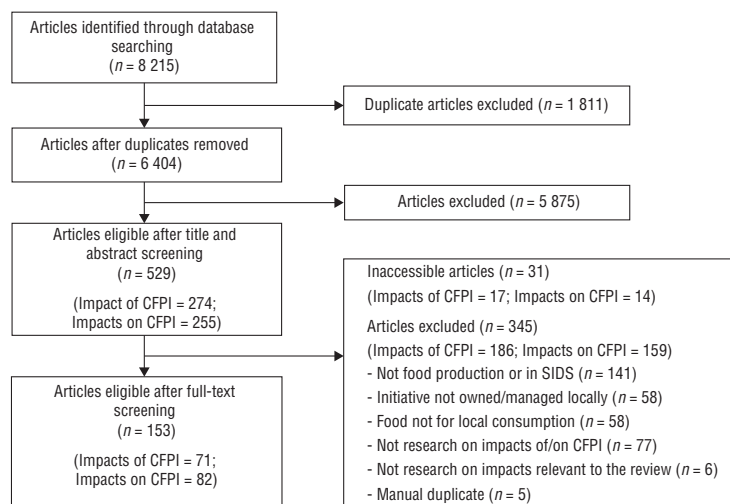 Articles identified through database
searching
(n = 8 215)
Duplicate articles excluded (n = 1 811)
Articles after duplicates removed
(n = 6 404)
Articles excluded (n = 5 875)
Articles eligible after title and
abstract screening
(n = 529)
(Impact of CFPI = 274;
Impacts on CFPI = 255)
Inaccessible articles (n = 31)
(Impacts of CFPI = 17; Impacts on CFPI = 14)
Articles excluded (n = 345)
(Impacts of CFPI = 186; Impacts on CFPI = 159)
- Not food production or in SIDS (n = 141)
- Initiative not owned/managed locally (n = 58)
- Food not for local consumption (n = 58)
- Not research on impacts of/on CFPI (n = 77)
- Not research on impacts relevant to the review (n = 6)
- Manual duplicate (n = 5)
Articles eligible after full-text
screening
(n = 153)
(Impacts of CFPI = 71;
Impacts on CFPI = 82)